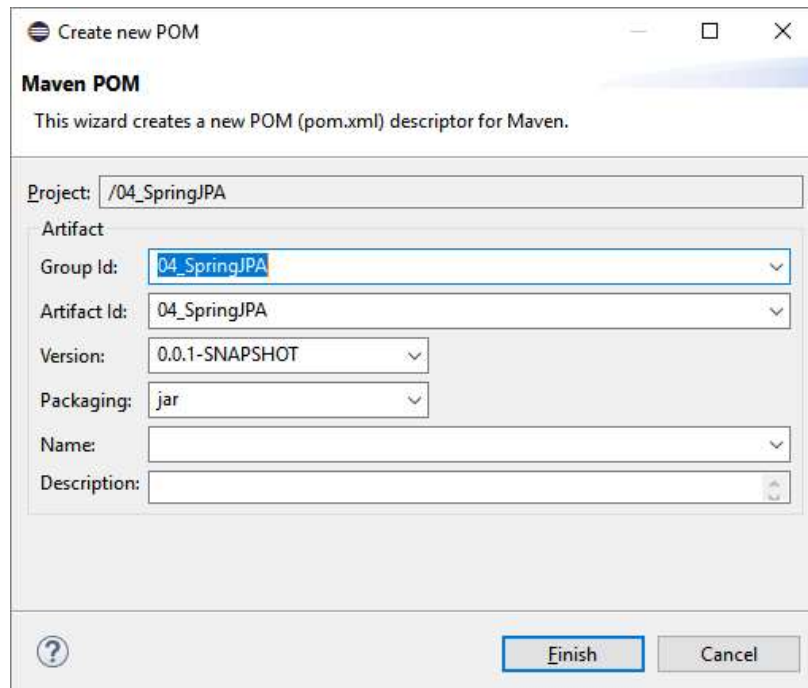 Create new POM
Maven POM
This wizard creates a new POM (pom.xml) descriptor for Maven.
Project: /04_SpringJPA
Artifact
Group Id: 04_SpringJPA
Artifact Id: 04_SpringJPA
Version: 0.0.1-SNAPSHOT
Packaging: jar
Name:
Description:
?
Finish Cancel